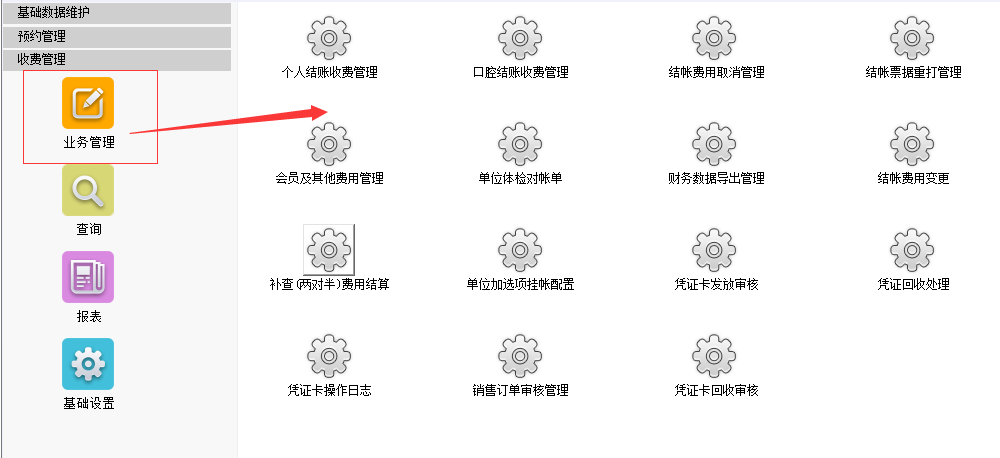 基础数据维护
预约管理
收费管理
业务管理
查询
报表
基础设置
个人结账收费管理
口腔结账收费管理
结帐费用取消管理
结帐票据重打管理
会员及其他费用管理
单位体检对帐单
财务数据导出管理
结帐费用变更
补查(两对半)费用结算
单位加选项挂帐配置
凭证卡发放审核
凭证回收处理
凭证卡操作日志
销售订单审核管理
凭证卡回收审核